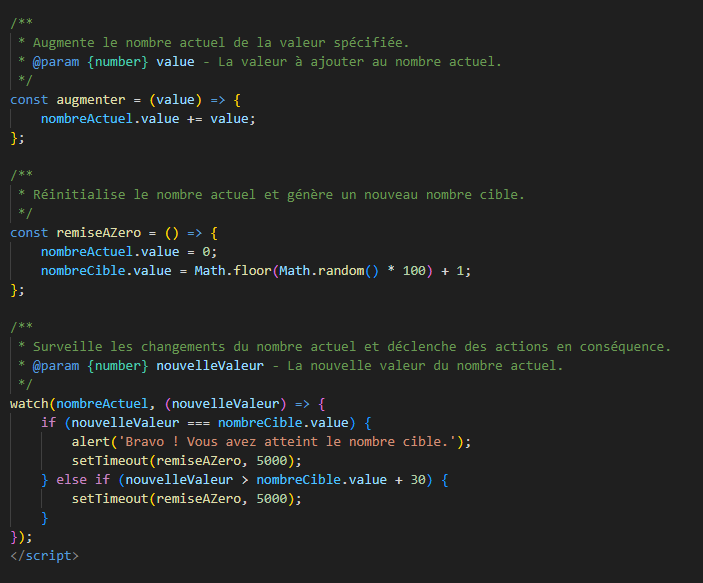 /**
 * Augmente le nombre actuel de la valeur spécifiée.
 * @param {number} value - La valeur à ajouter au nombre actuel.
 */
const augmenter = (value) => {
    nombreActuel.value += value;
};

/**
 * Réinitialise le nombre actuel et génère un nouveau nombre cible.
 */
const remiseAZero = () => {
    nombreActuel.value = 0;
    nombreCible.value = Math.floor(Math.random() * 100) + 1;
};

/**
 * Surveille les changements du nombre actuel et déclenche des actions en conséquence.
 * @param {number} nouvelleValeur - La nouvelle valeur du nombre actuel.
 */
watch(nombreActuel, (nouvelleValeur) => {
    if (nouvelleValeur === nombreCible.value) {
        alert('Bravo ! Vous avez atteint le nombre cible.');
        setTimeout(remiseAZero, 5000);
    } else if (nouvelleValeur > nombreCible.value + 30) {
        setTimeout(remiseAZero, 5000);
    }
});
</script>